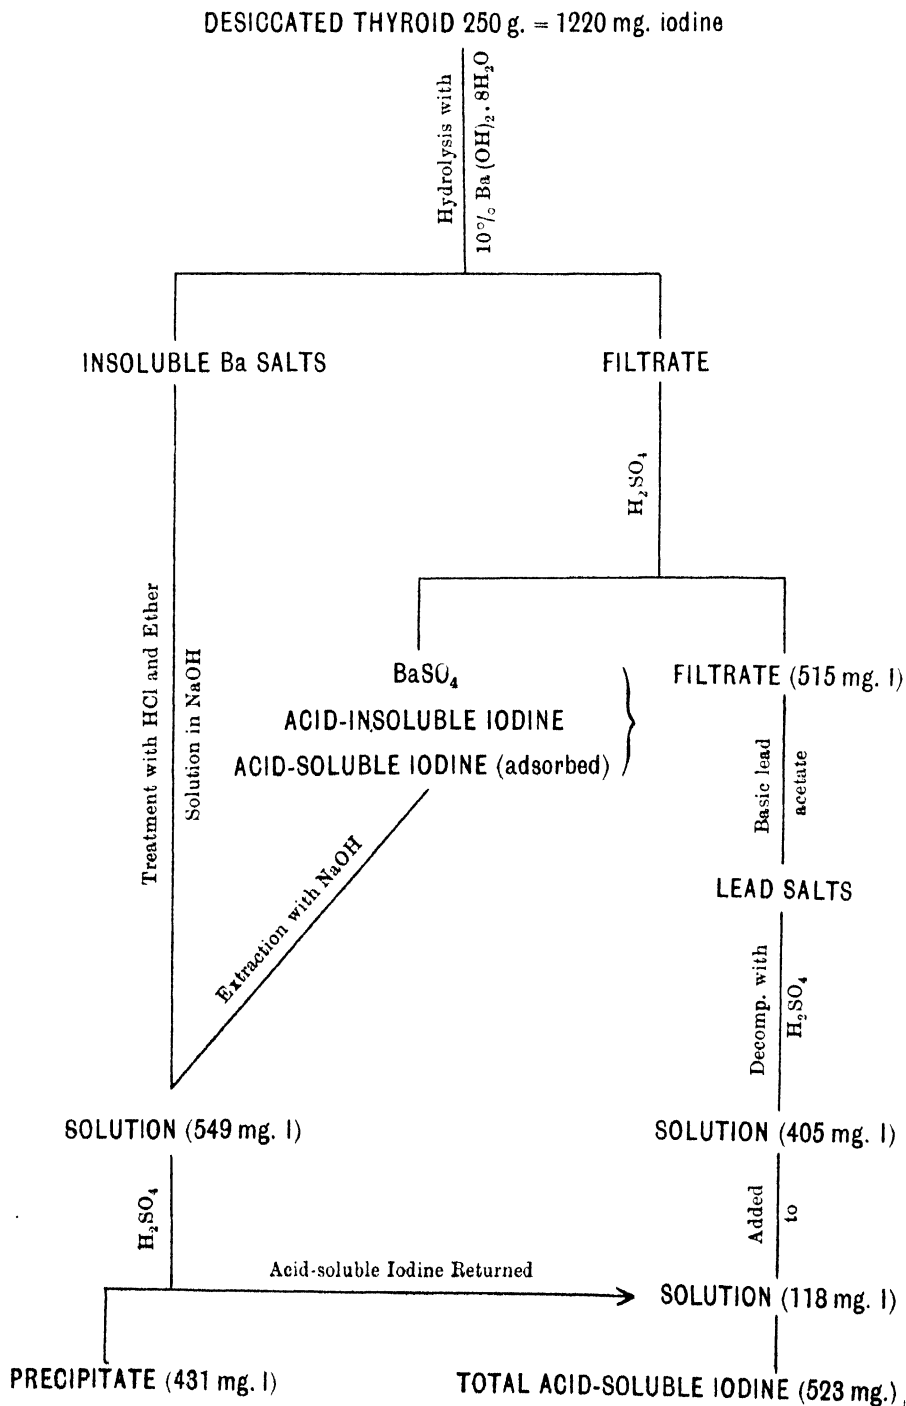 DESICCATED THYROID 250 g. = 1220 mg. iodine
Hydrolysis with
10% Ba(OH)₂. 8H₂O
INSOLUBLE Ba SALTS
FILTRATE
H₂SO₄
Treatment with HCl and Ether
Solution in NaOH
BaSO₄
ACID-INSOLUBLE IODINE
ACID-SOLUBLE IODINE (adsorbed)
FILTRATE (515 mg. I)
Basic lead
acetate
Extraction with NaOH
LEAD SALTS
Decomp. with
H₂SO₄
SOLUTION (549 mg. I)
SOLUTION (405 mg. I)
H₂SO₄
Added
to
Acid-soluble Iodine Returned
SOLUTION (118 mg. I)
PRECIPITATE (431 mg. I)
TOTAL ACID-SOLUBLE IODINE (523 mg.)